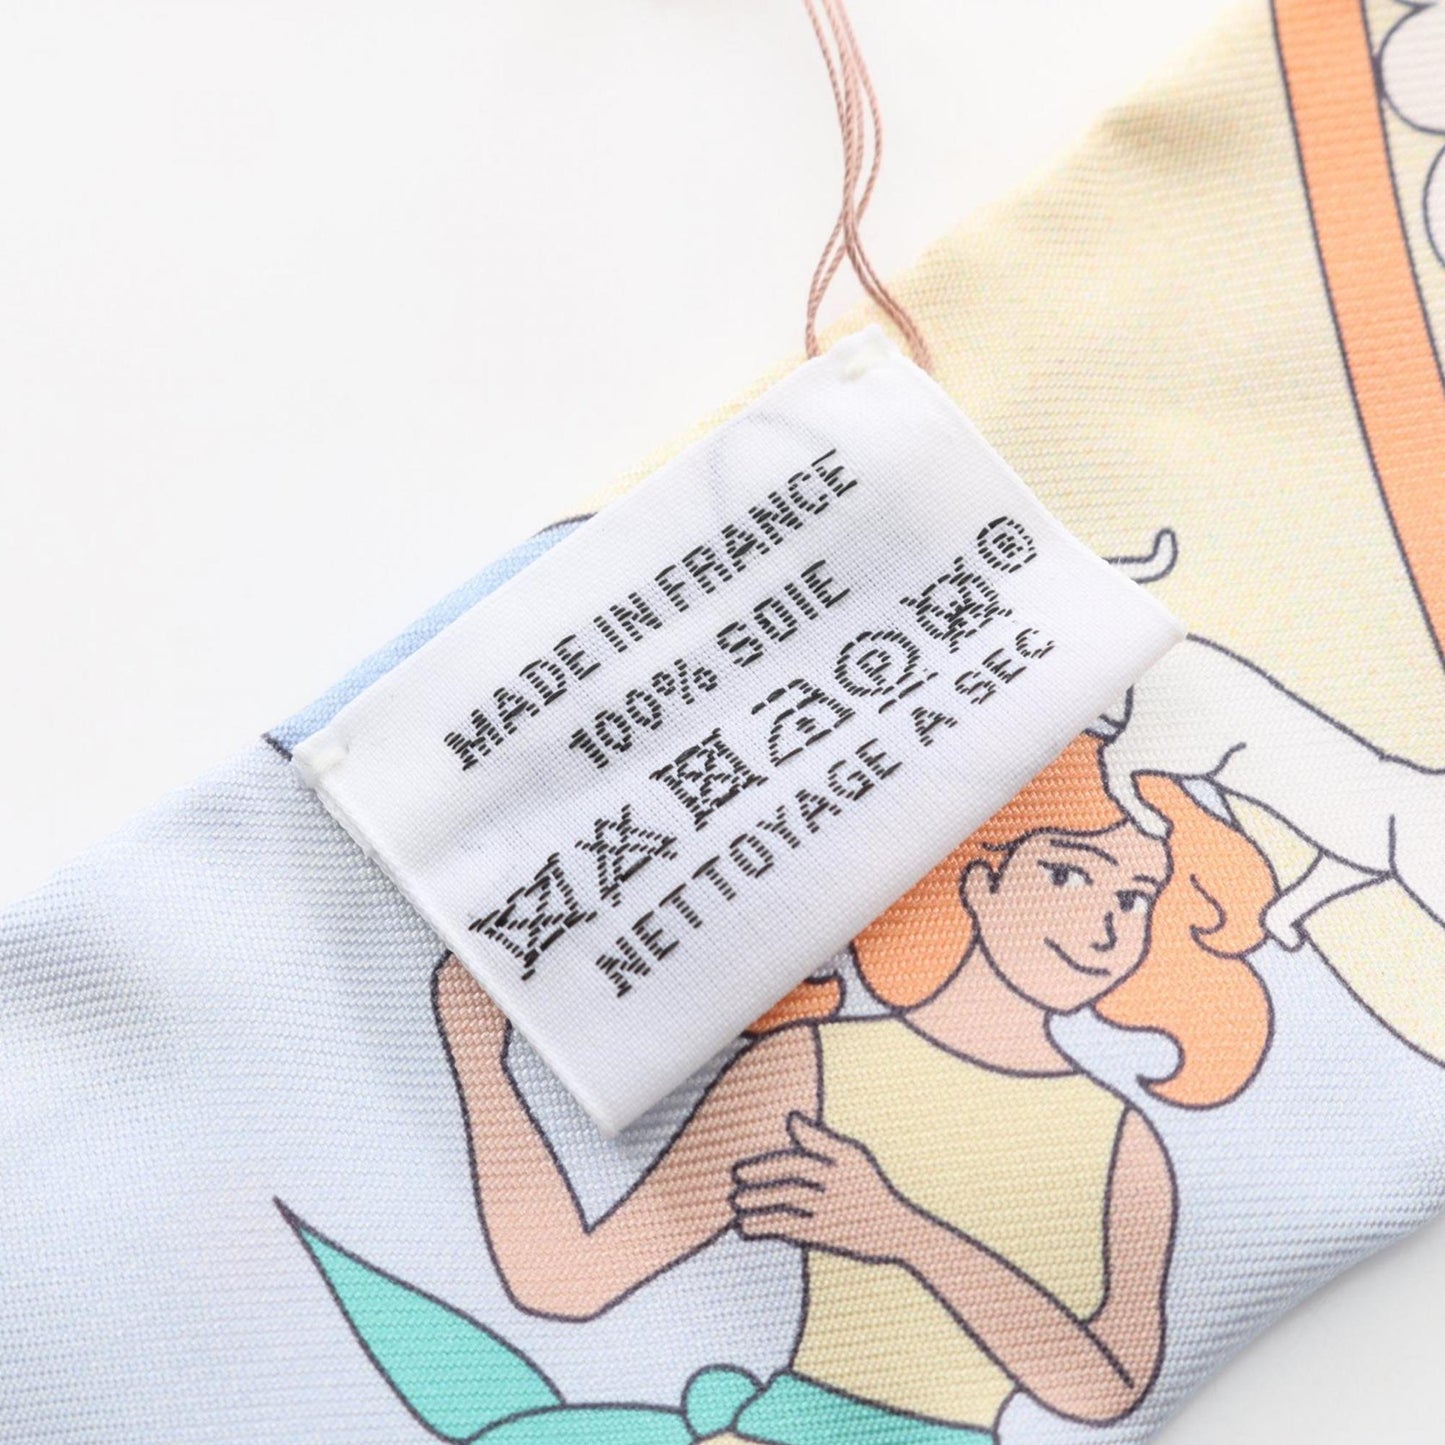 MADE IN FRANCE
100% SOIE
NETTOYAGE A SEC